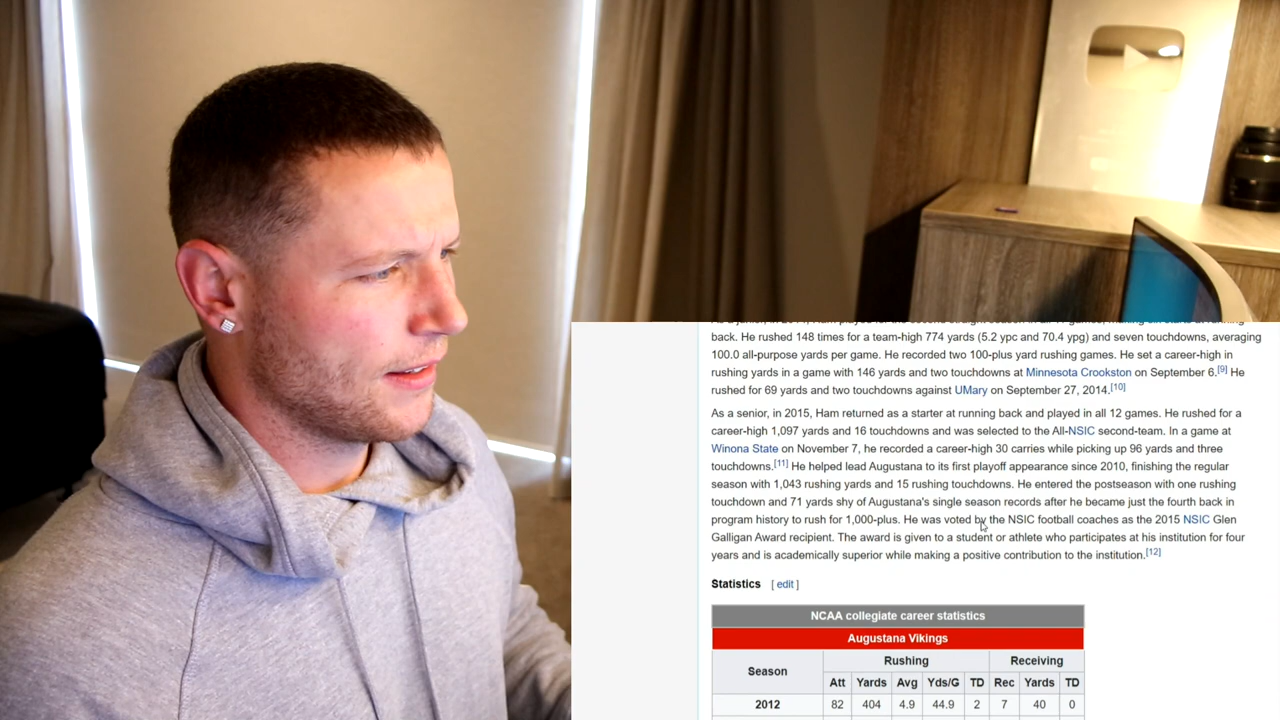 back. He rushed 148 times for a team-high 774 yards (5.2 ypc and 70.4 ypg) and seven touchdowns, averaging
100.0 all-purpose yards per game. He recorded two 100-plus yard rushing games. He set a career-high in
rushing yards in a game with 146 yards and two touchdowns at Minnesota Crookston on September 6.[9] He
rushed for 69 yards and two touchdowns against UMary on September 27, 2014.[10]
As a senior, in 2015, Ham returned as a starter at running back and played in all 12 games. He rushed for a
career-high 1,097 yards and 16 touchdowns and was selected to the All-NSIC second-team. In a game at
Winona State on November 7, he recorded a career-high 30 carries while picking up 96 yards and three
touchdowns.[11] He helped lead Augustana to its first playoff appearance since 2010, finishing the regular
season with 1,043 rushing yards and 15 rushing touchdowns. He entered the postseason with one rushing
touchdown and 71 yards shy of Augustana's single season records after he became just the fourth back in
program history to rush for 1,000-plus. He was voted by the NSIC football coaches as the 2015 NSIC Glen
Galligan Award recipient. The award is given to a student or athlete who participates at his institution for four
years and is academically superior while making a positive contribution to the institution.[12]
Statistics [ edit ]
NCAA collegiate career statistics
Augustana Vikings
Season Rushing Receiving
Att Yards Avg Yds/G TD Rec Yards TD
2012 82 404 4.9 44.9 2 7 40 0